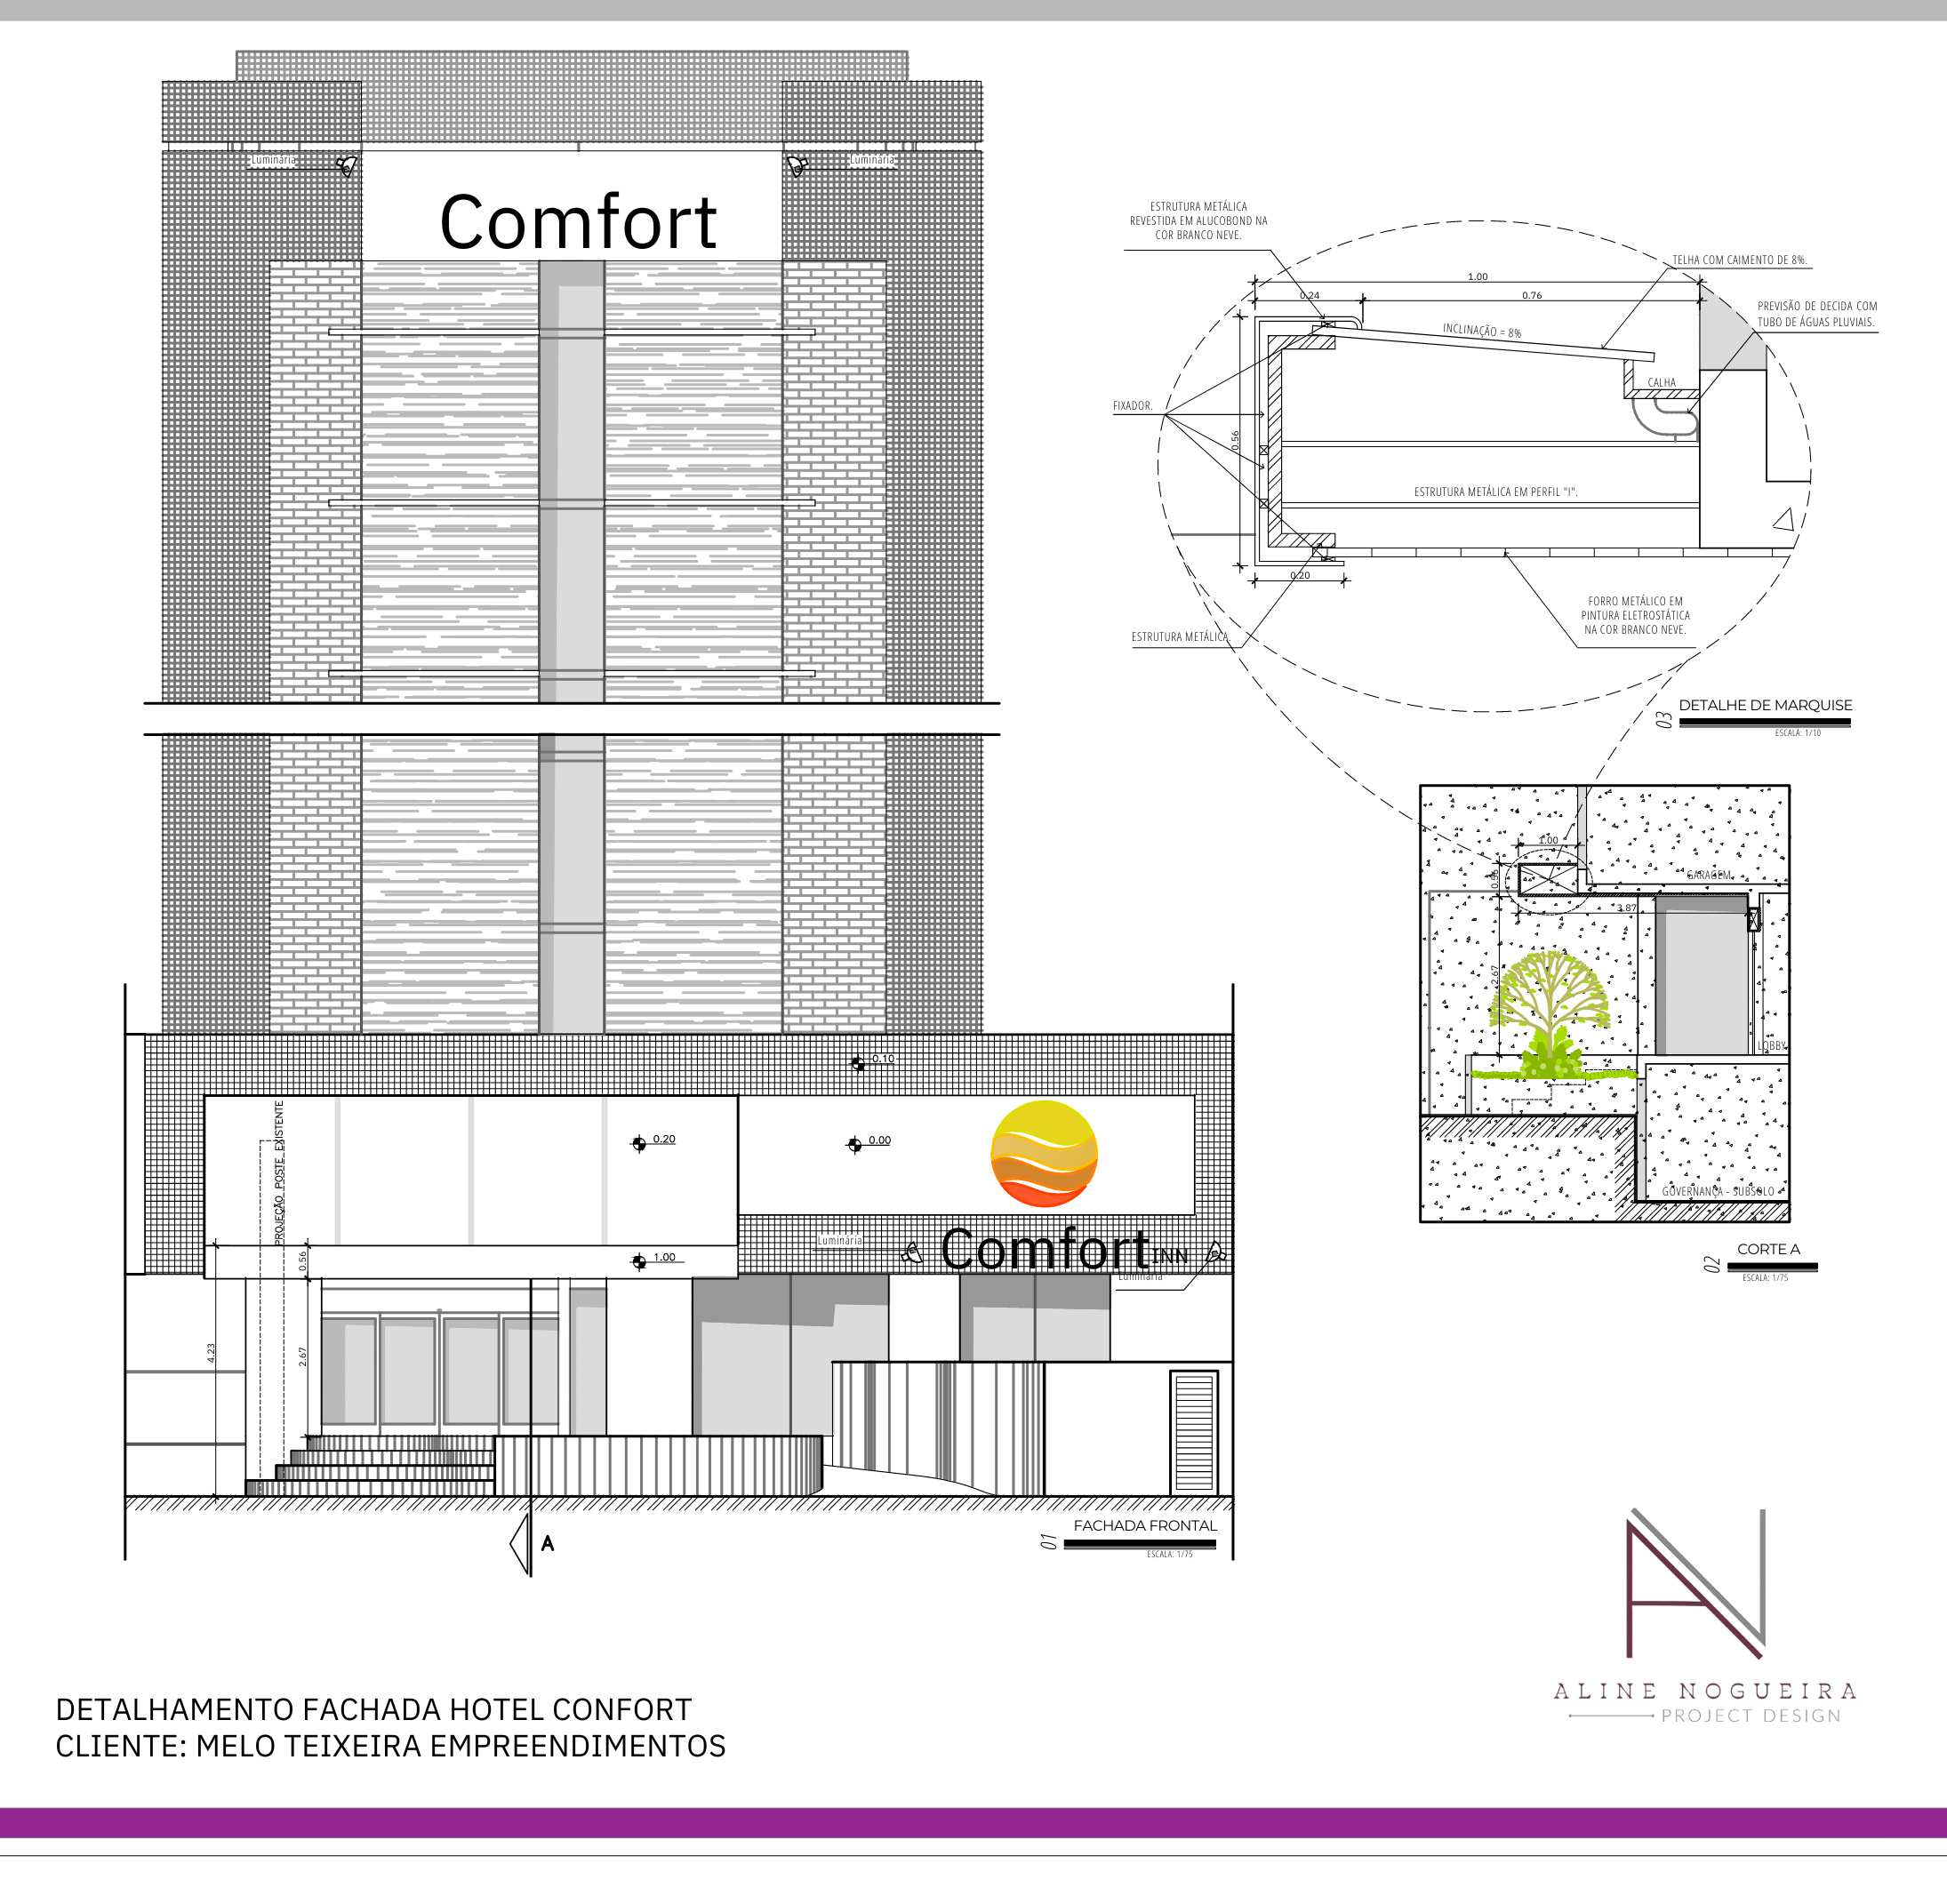 Luminária
Luminária
Comfort
ESTRUTURA METÁLICA
REVESTIDA EM ALUCOBOND NA
COR BRANCO NEVE.
TELHA COM CAIMENTO DE 8%.
1.00
0.24
0.76
PREVISÃO DE DECIDA COM
TUBO DE ÁGUAS PLUVIAIS.
INCLINAÇÃO = 8%
CALHA
FIXADOR.
0.56
ESTRUTURA METÁLICA EM PERFIL "I".
0.20
FORRO METÁLICO EM
PINTURA ELETROSTÁTICA
NA COR BRANCO NEVE.
ESTRUTURA METÁLICA.
03
DETALHE DE MARQUISE
ESCALA: 1/10
1.00
0.56
GARAGEM
3.87
2.67
LOBBY
GOVERNANÇA - SUBSOLO
02
CORTE A
ESCALA: 1/75
0.10
PROJEÇÃO POSTE EXISTENTE
0.20
0.00
Luminária
Comfort INN
Luminária
0.56
1.00
4.23
2.67
A
01
FACHADA FRONTAL
ESCALA: 1/75
ALINE NOGUEIRA
PROJECT DESIGN
DETALHAMENTO FACHADA HOTEL CONFORT
CLIENTE: MELO TEIXEIRA EMPREENDIMENTOS